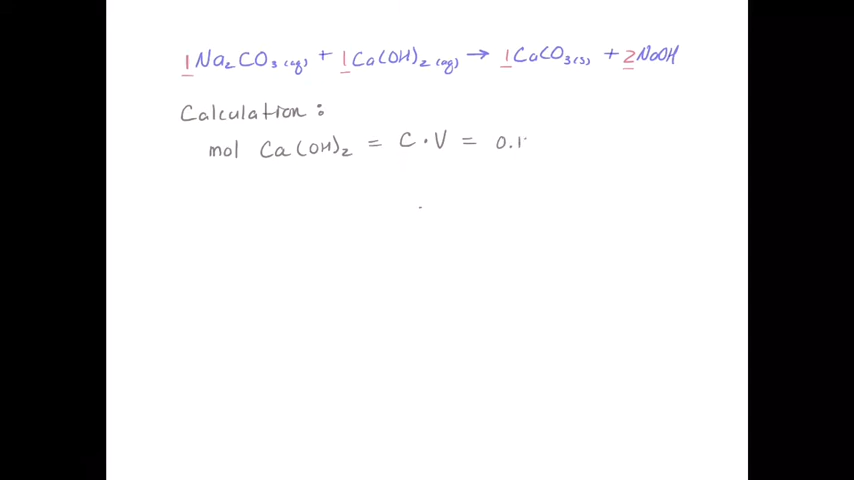 1Na₂CO₃(aq) + 1Ca(OH)₂(aq) → 1CaCO₃(s) + 2NaOH
Calculation:
mol Ca(OH)₂ = C · V = 0.1